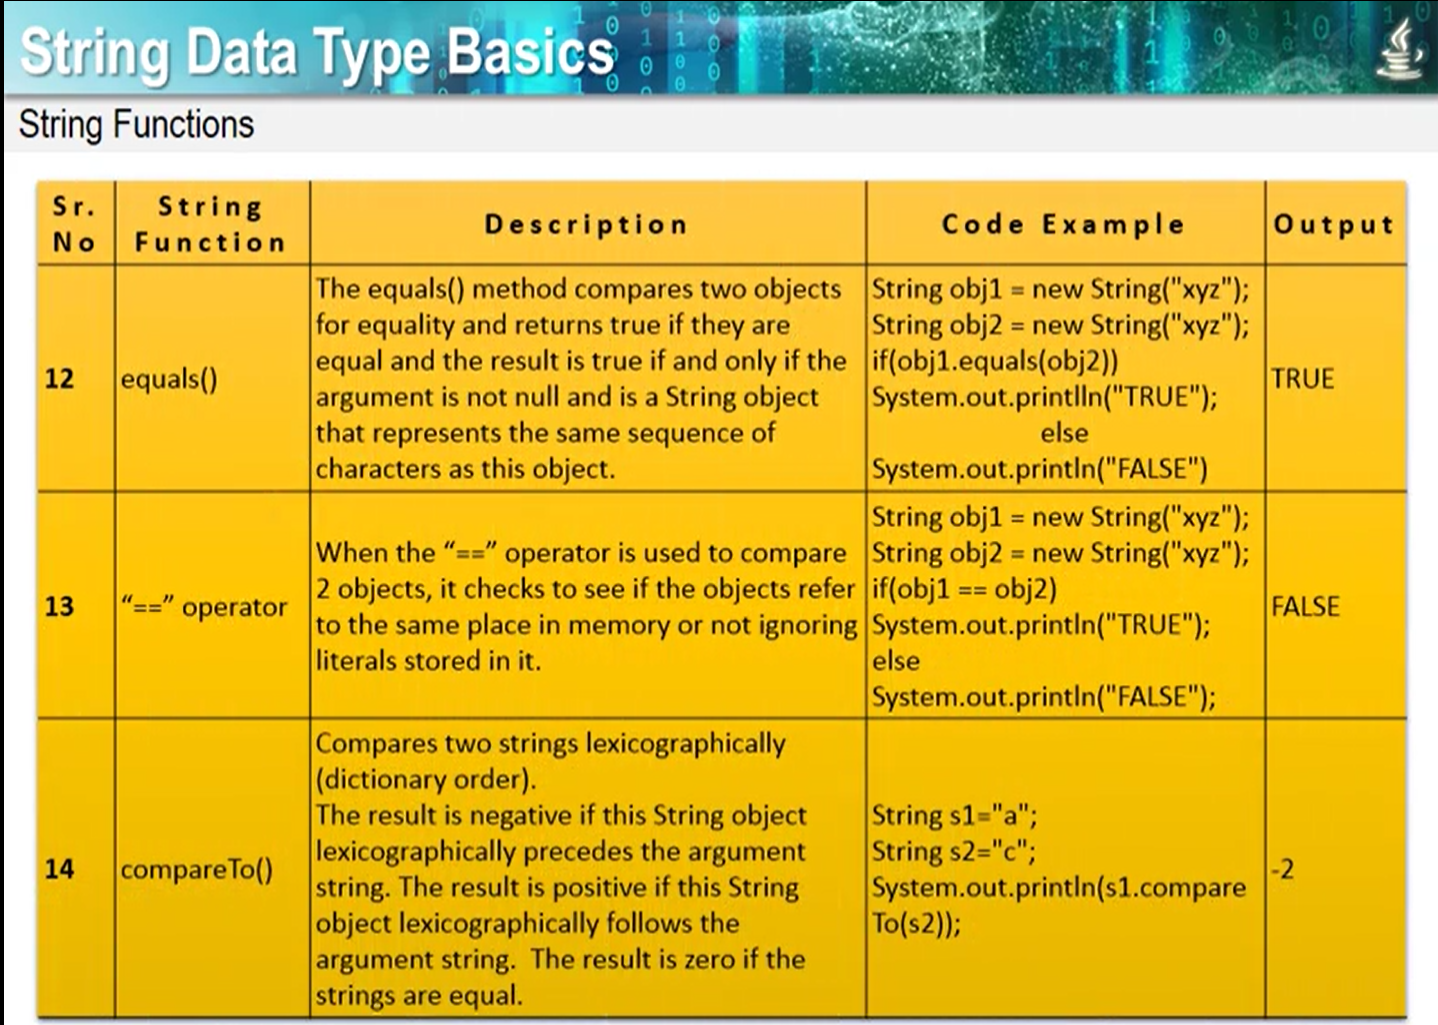 String Data Type Basics
String Functions
Sr.
No
String
Function
Description
Code Example
Output
12
equals()
The equals() method compares two objects
for equality and returns true if they are
equal and the result is true if and only if the
argument is not null and is a String object
that represents the same sequence of
characters as this object.
String obj1 = new String("xyz");
String obj2 = new String("xyz");
if(obj1.equals(obj2))
System.out.printlln("TRUE");
else
System.out.println("FALSE")
TRUE
13
“==” operator
When the “==” operator is used to compare
2 objects, it checks to see if the objects refer
to the same place in memory or not ignoring
literals stored in it.
String obj1 = new String("xyz");
String obj2 = new String("xyz");
if(obj1 == obj2)
System.out.println("TRUE");
else
System.out.println("FALSE");
FALSE
14
compareTo()
Compares two strings lexicographically
(dictionary order).
The result is negative if this String object
lexicographically precedes the argument
string. The result is positive if this String
object lexicographically follows the
argument string.  The result is zero if the
strings are equal.
String s1="a";
String s2="c";
System.out.println(s1.compare
To(s2));
-2